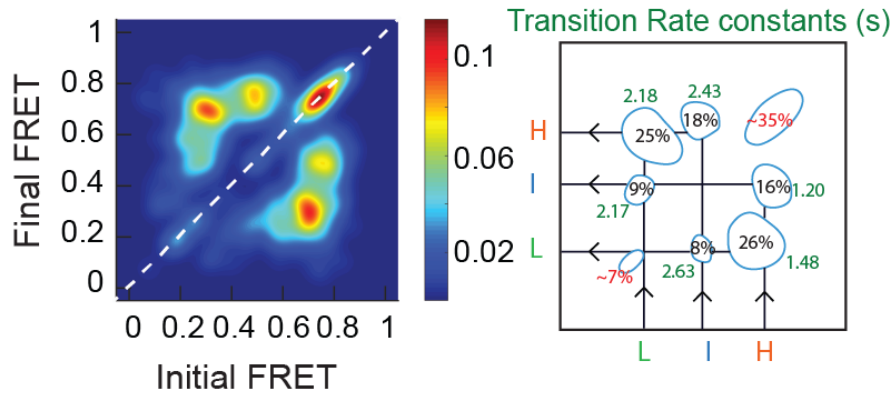 Transition Rate constants (s)
1
0.8
0.6
0.4
0.2
0
Final FRET
0 0.2 0.4 0.6 0.8 1
Initial FRET
0.1
0.06
0.02
H
I
L
2.18
2.43
25%
18%
~35%
9%
16%
1.20
2.17
8%
26%
~7%
2.63
1.48
L I H